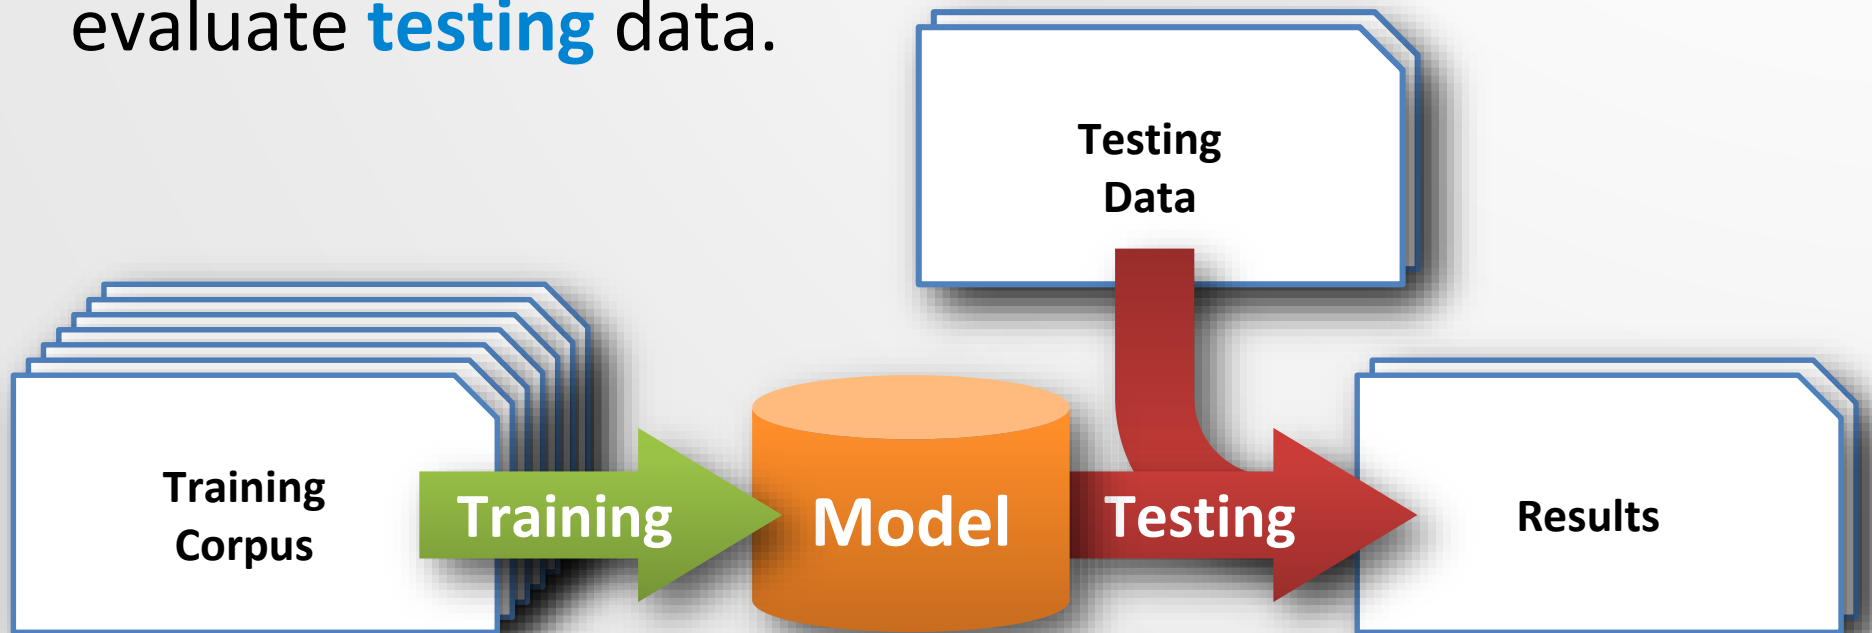 evaluate testing data.
Testing
Data
Training
Corpus
Training
Model
Testing
Results